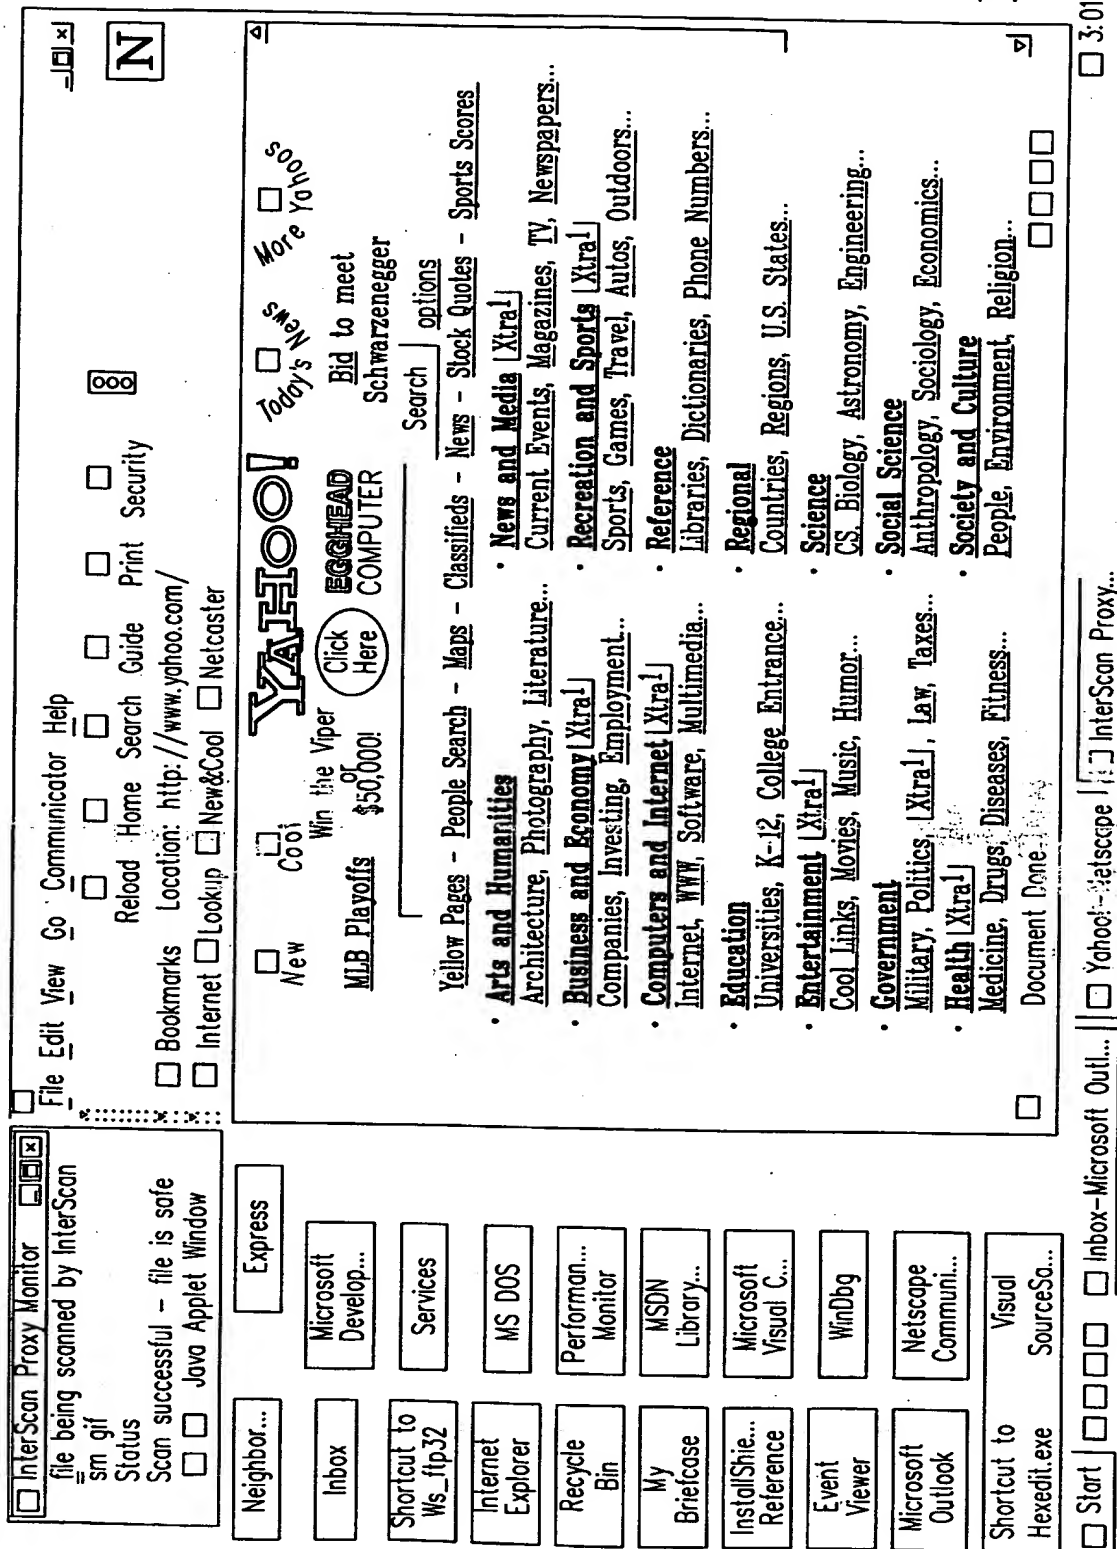 InterScan Proxy Monitor
file being scanned by InterScan
sm gif
Status
Scan successful – file is safe
Java Applet Window
File Edit View Go Communicator Help
Reload Home Search Guide Print Security
N
Bookmarks Location: http://www.yahoo.com/
Internet Lookup New&Cool Netcaster
Neighbor... Express
Inbox Microsoft Develop...
Shortcut to Ws_ftp32 Services
Internet Explorer MS DOS
Recycle Bin Performan... Monitor
My Briefcase MSDN Library...
InstallShie... Reference Microsoft Visual C...
Event Viewer WinDbg
Microsoft Outlook Netscape Communi...
Shortcut to Hexedit.exe Visual SourceSa...
New Cool YAHOO! Today's News More Yahoos
MLB Playoffs Win the Viper or $50,000! Click Here EGGHEAD COMPUTER Bid to meet Schwarzenegger
Search options
Yellow Pages – People Search – Maps – Classifieds – News – Stock Quotes – Sports Scores
• Arts and Humanities
Architecture, Photography, Literature...
• Business and Economy [Xtra!]
Companies, Investing, Employment...
• Computers and Internet [Xtra!]
Internet, WWW, Software, Multimedia...
• Education
Universities, K-12, College Entrance...
• Entertainment [Xtra!]
Cool Links, Movies, Music, Humor...
• Government
Military, Politics, [Xtra!], Law, Taxes...
• Health [Xtra!]
Medicine, Drugs, Diseases, Fitness...
• News and Media [Xtra!]
Current Events, Magazines, TV, Newspapers...
• Recreation and Sports [Xtra!]
Sports, Games, Travel, Autos, Outdoors...
• Reference
Libraries, Dictionaries, Phone Numbers...
• Regional
Countries, Regions, U.S. States...
• Science
CS, Biology, Astronomy, Engineering...
• Social Science
Anthropology, Sociology, Economics...
• Society and Culture
People, Environment, Religion...
Document Done
Start Inbox-Microsoft Outl... Yahoo!-Netscape InterScan Proxy... 3:01